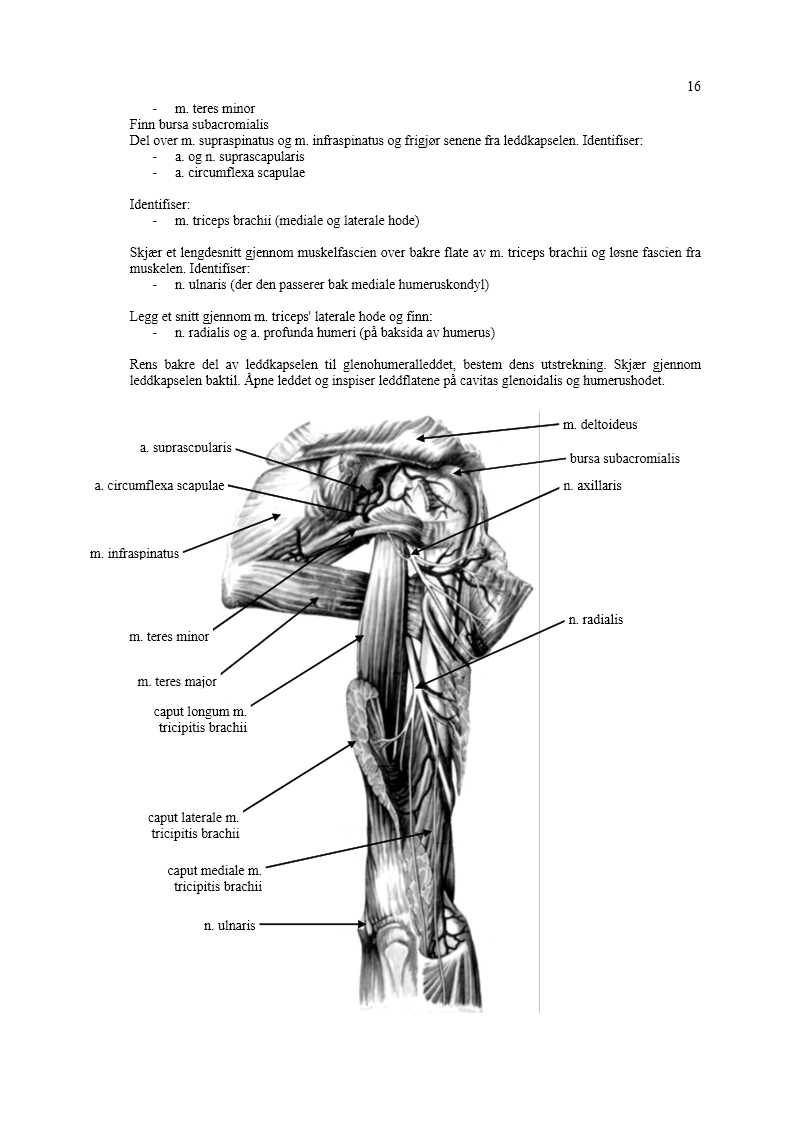 16
- m. teres minor
Finn bursa subacromialis
Del over m. supraspinatus og m. infraspinatus og frigjør senene fra leddkapselen. Identifiser:
- a. og n. suprascapularis
- a. circumflexa scapulae
Identifiser:
- m. triceps brachii (mediale og laterale hode)
Skjær et lengdesnitt gjennom muskelfascien over bakre flate av m. triceps brachii og løsne fascien fra
muskelen. Identifiser:
- n. ulnaris (der den passerer bak mediale humeruskondyl)
Legg et snitt gjennom m. triceps' laterale hode og finn:
- n. radialis og a. profunda humeri (på baksida av humerus)
Rens bakre del av leddkapselen til glenohumeralleddet, bestem dens utstrekning. Skjær gjennom
leddkapselen baktil. Åpne leddet og inspiser leddflatene på cavitas glenoidalis og humerushodet.
m. deltoideus
a. suprascpularis
bursa subacromialis
a. circumflexa scapulae
n. axillaris
m. infraspinatus
n. radialis
m. teres minor
m. teres major
caput longum m.
tricipitis brachii
caput laterale m.
tricipitis brachii
caput mediale m.
tricipitis brachii
n. ulnaris